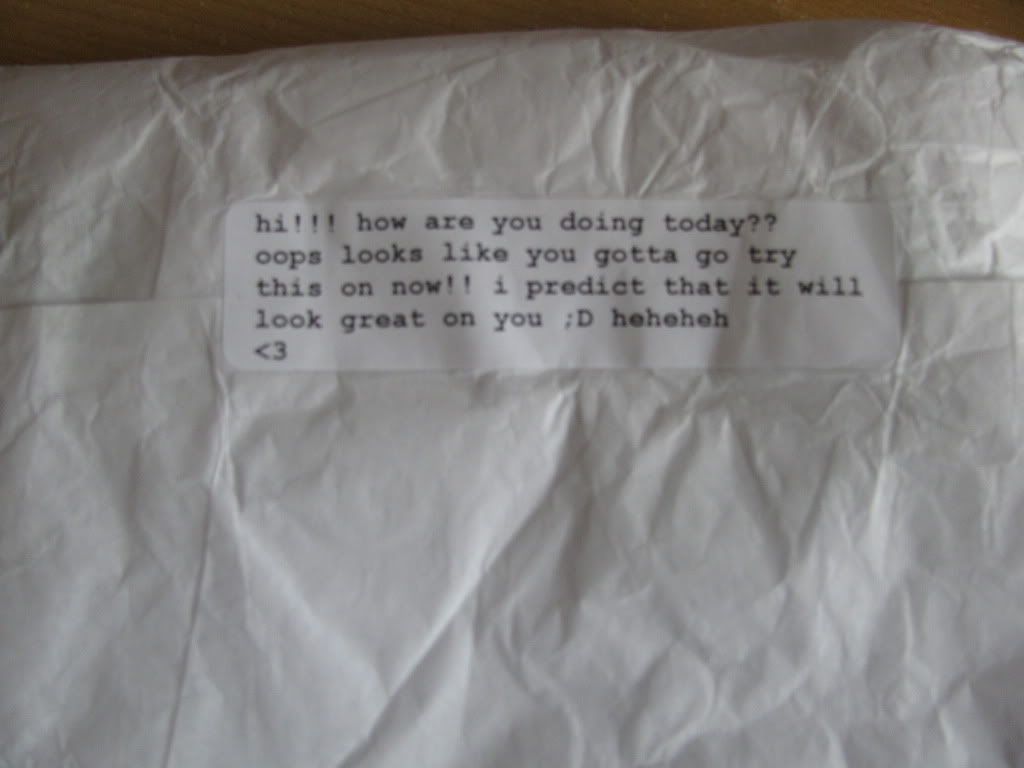 hi!!! how are you doing today??
oops looks like you gotta go try
this on now!! i predict that it will
look great on you ;D heheheh
<3